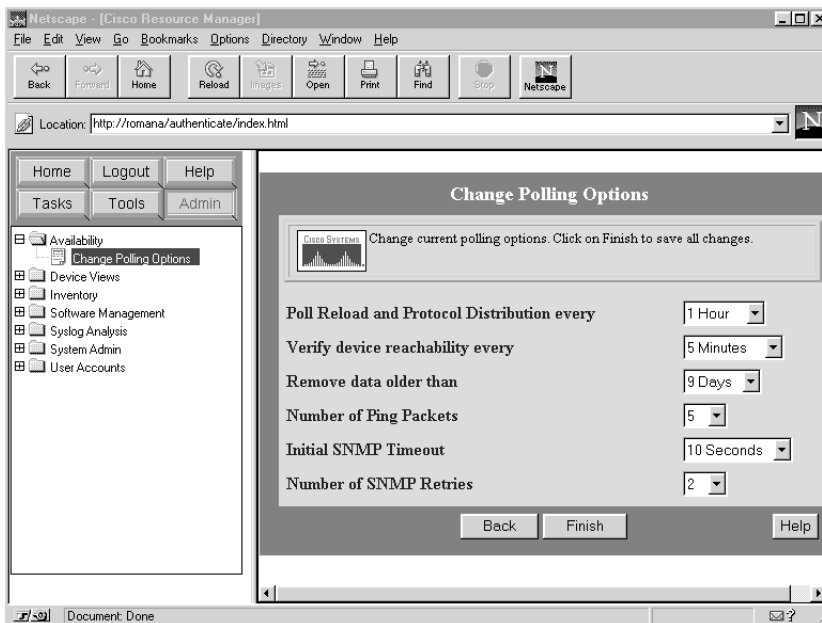 Netscape - [Cisco Resource Manager]
File Edit View Go Bookmarks Options Directory Window Help
Back Forward Home Reload Images Open Print Find Stop Netscape
Location: http://romana/authenticate/index.html
N
Home Logout Help
Tasks Tools Admin
Availability
Change Polling Options
Device Views
Inventory
Software Management
Syslog Analysis
System Admin
User Accounts
Change Polling Options
CISCO SYSTEMS
Change current polling options. Click on Finish to save all changes.
Poll Reload and Protocol Distribution every 1 Hour
Verify device reachability every 5 Minutes
Remove data older than 9 Days
Number of Ping Packets 5
Initial SNMP Timeout 10 Seconds
Number of SNMP Retries 2
Back Finish Help
Document: Done